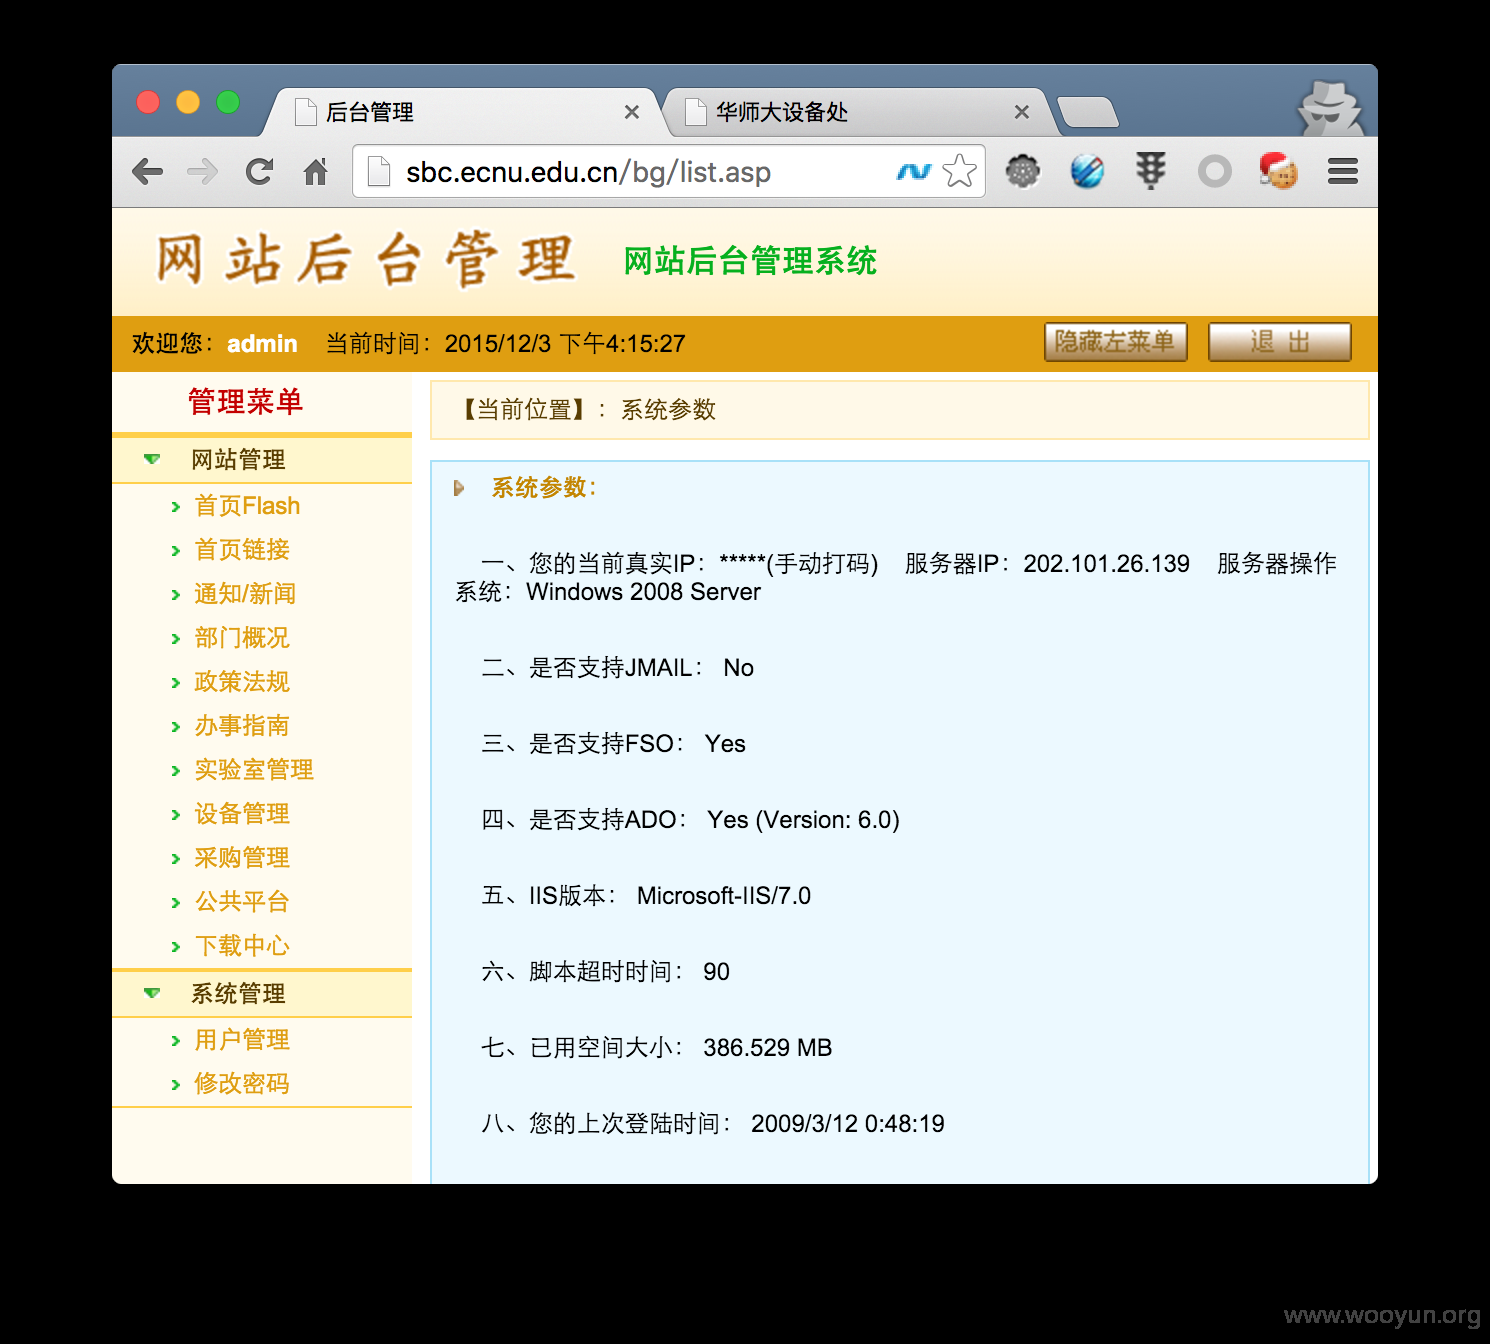 后台管理
华师大设备处
sbc.ecnu.edu.cn/bg/list.asp
网站后台管理 网站后台管理系统
欢迎您：admin 当前时间：2015/12/3 下午4:15:27 隐藏左菜单 退出
管理菜单
网站管理
首页Flash
首页链接
通知/新闻
部门概况
政策法规
办事指南
实验室管理
设备管理
采购管理
公共平台
下载中心
系统管理
用户管理
修改密码
【当前位置】：系统参数
系统参数：
一、您的当前真实IP：*****(手动打码) 服务器IP：202.101.26.139 服务器操作
系统：Windows 2008 Server
二、是否支持JMAIL： No
三、是否支持FSO： Yes
四、是否支持ADO： Yes (Version: 6.0)
五、IIS版本： Microsoft-IIS/7.0
六、脚本超时时间： 90
七、已用空间大小： 386.529 MB
八、您的上次登陆时间： 2009/3/12 0:48:19
www.wooyun.org